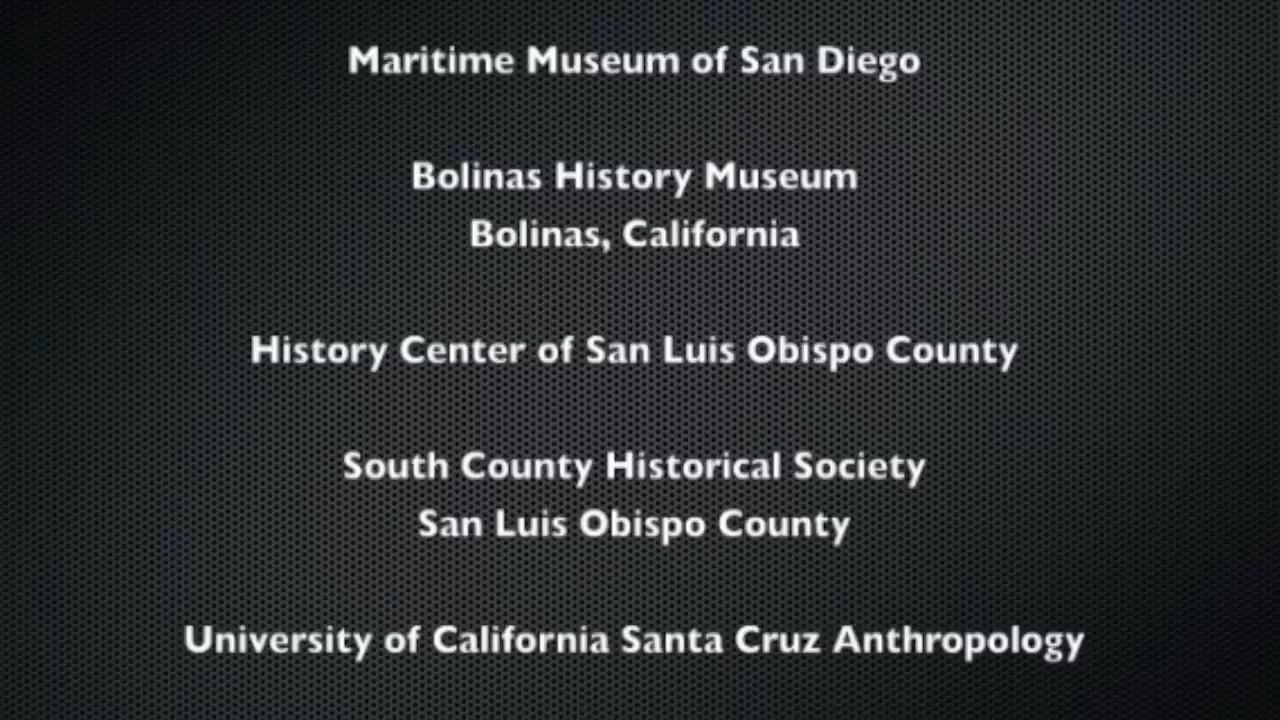 Maritime Museum of San Diego
Bolinas History Museum
Bolinas, California
History Center of San Luis Obispo County
South County Historical Society
San Luis Obispo County
University of California Santa Cruz Anthropology